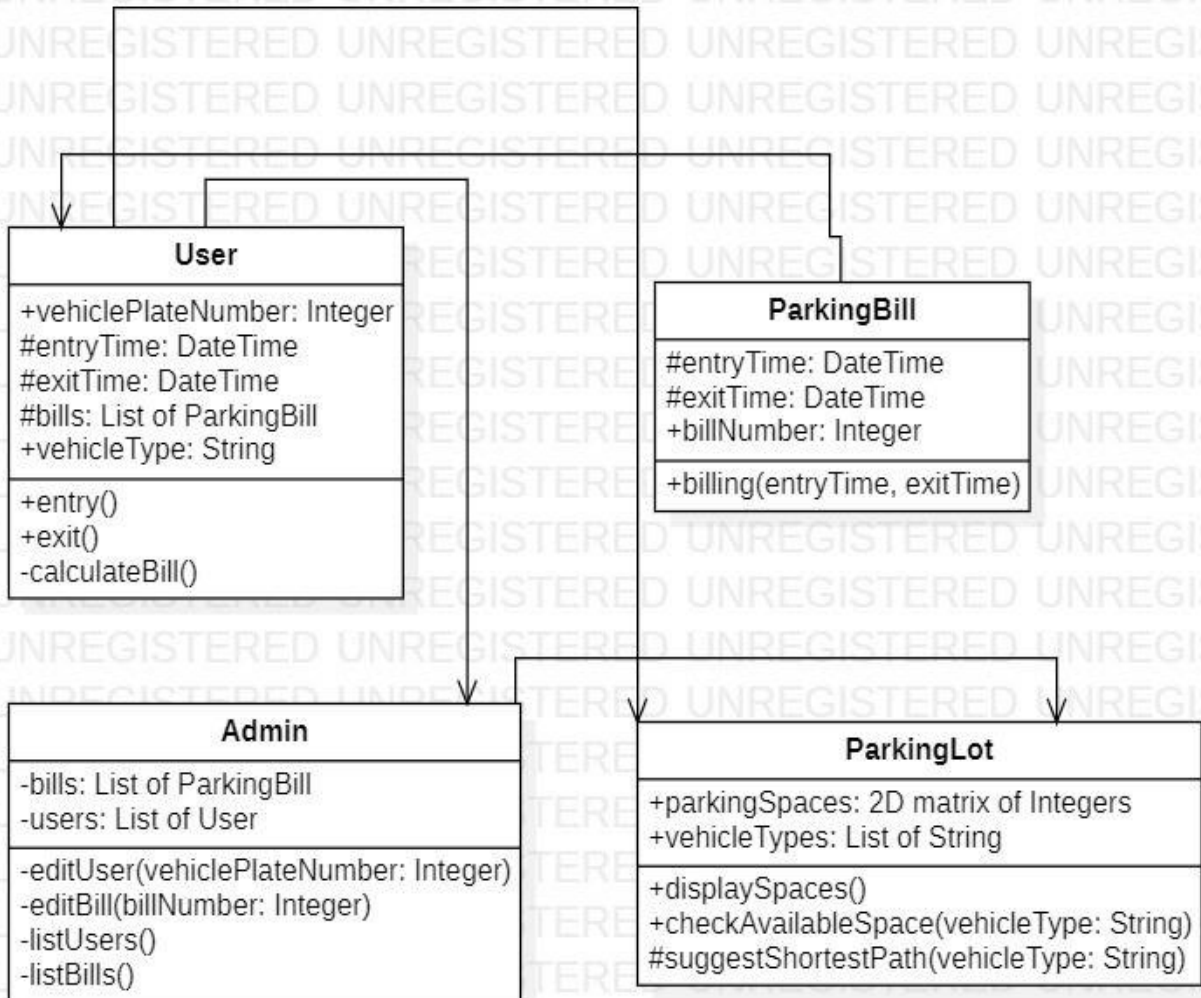 UNREGISTERED UNREGISTERED UNREGI
User
+vehiclePlateNumber: Integer
#entryTime: DateTime
#exitTime: DateTime
#bills: List of ParkingBill
+vehicleType: String
+entry()
+exit()
-calculateBill()
ParkingBill
#entryTime: DateTime
#exitTime: DateTime
+billNumber: Integer
+billing(entryTime, exitTime)
Admin
-bills: List of ParkingBill
-users: List of User
-editUser(vehiclePlateNumber: Integer)
-editBill(billNumber: Integer)
-listUsers()
-listBills()
ParkingLot
+parkingSpaces: 2D matrix of Integers
+vehicleTypes: List of String
+displaySpaces()
+checkAvailableSpace(vehicleType: String)
#suggestShortestPath(vehicleType: String)